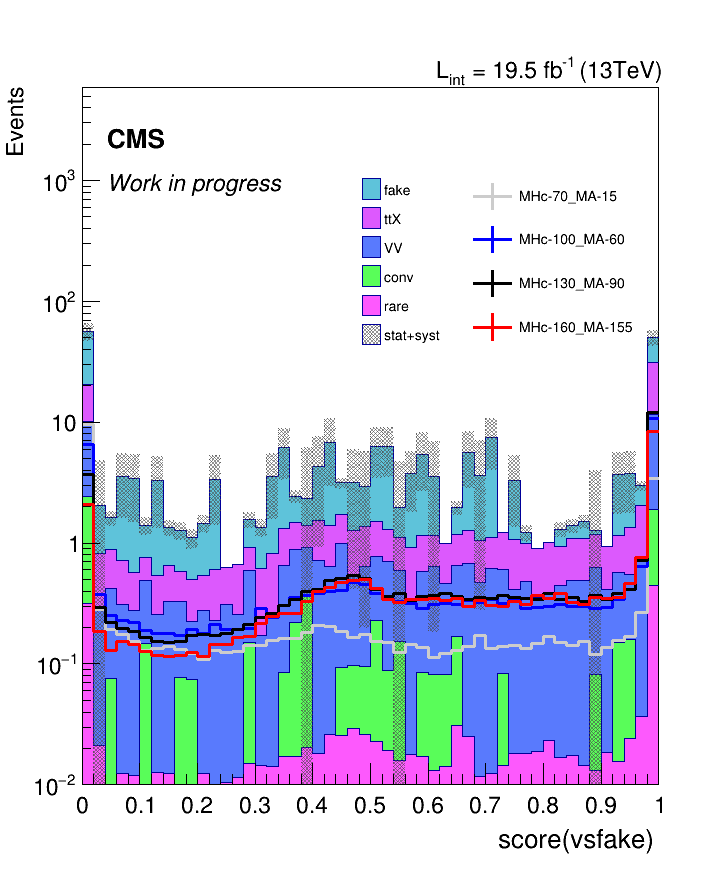 L_int = 19.5 fb^-1 (13TeV)
Events
CMS
Work in progress
fake
ttX
VV
conv
rare
stat+syst
MHc-70_MA-15
MHc-100_MA-60
MHc-130_MA-90
MHc-160_MA-155
10^3
10^2
10
1
10^-1
10^-2
0 0.1 0.2 0.3 0.4 0.5 0.6 0.7 0.8 0.9 1
score(vsfake)